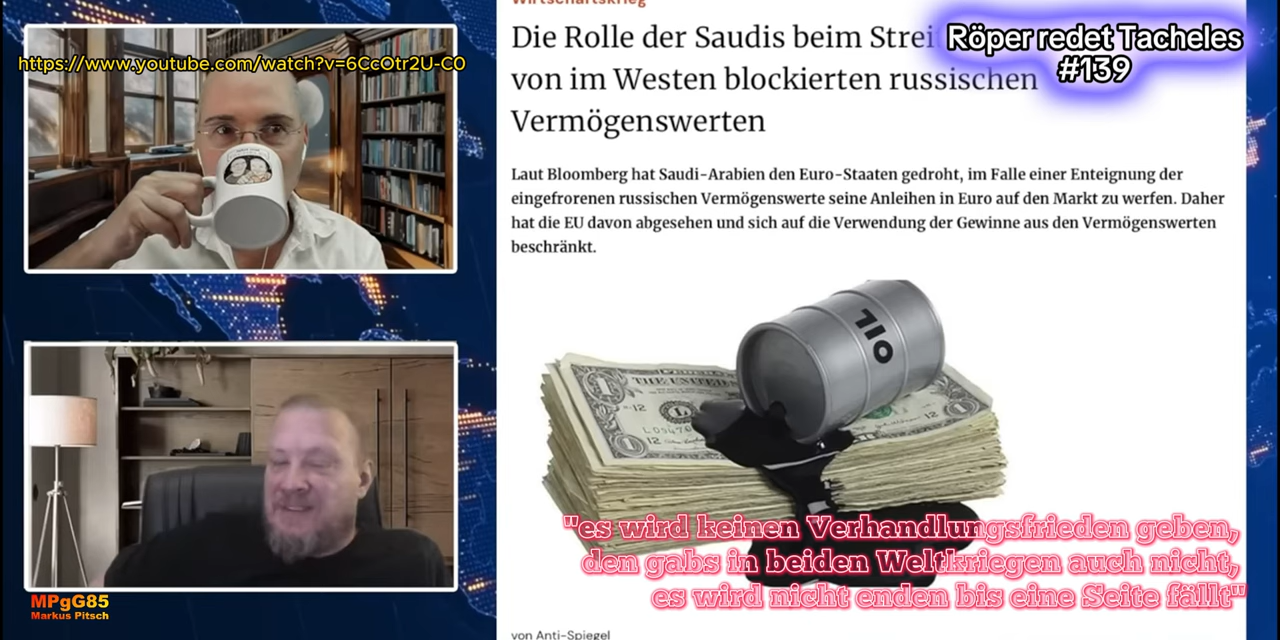 Wirtschaftskrieg
Die Rolle der Saudis beim Strei
von im Westen blockierten russischen
Vermögenswerten
Röper redet Tacheles
#139
https://www.youtube.com/watch?v=6CcOtr2U-C0
Laut Bloomberg hat Saudi-Arabien den Euro-Staaten gedroht, im Falle einer Enteignung der
eingefrorenen russischen Vermögenswerte seine Anleihen in Euro auf den Markt zu werfen. Daher
hat die EU davon abgesehen und sich auf die Verwendung der Gewinne aus den Vermögenswerten
beschränkt.
OIL
THE UNITED
12
12
"es wird keinen Verhandlungsfrieden geben,
den gabs in beiden Weltkriegen auch nicht,
es wird nicht enden bis eine Seite fällt"
MPgG85
Markus Pitsch
von Anti-Spiegel